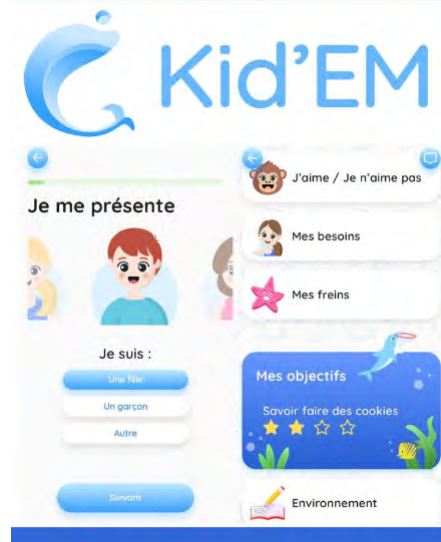 Kid'EM
Je me présente
Je suis :
Une fille
Un garçon
Autre
Suivant
J'aime / Je n'aime pas
Mes besoins
Mes freins
Mes objectifs
Savoir faire des cookies
Environnement